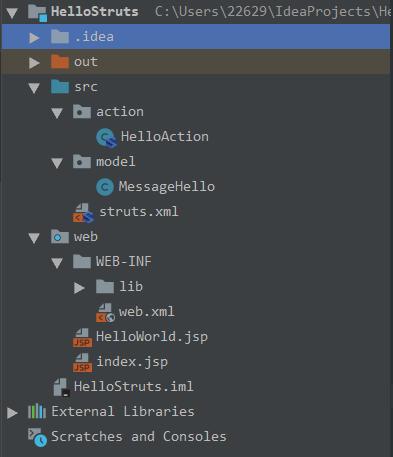 HelloStruts C:\Users\22629\IdeaProjects\He
.idea
out
src
action
HelloAction
model
MessageHello
struts.xml
web
WEB-INF
lib
web.xml
HelloWorld.jsp
index.jsp
HelloStruts.iml
External Libraries
Scratches and Consoles